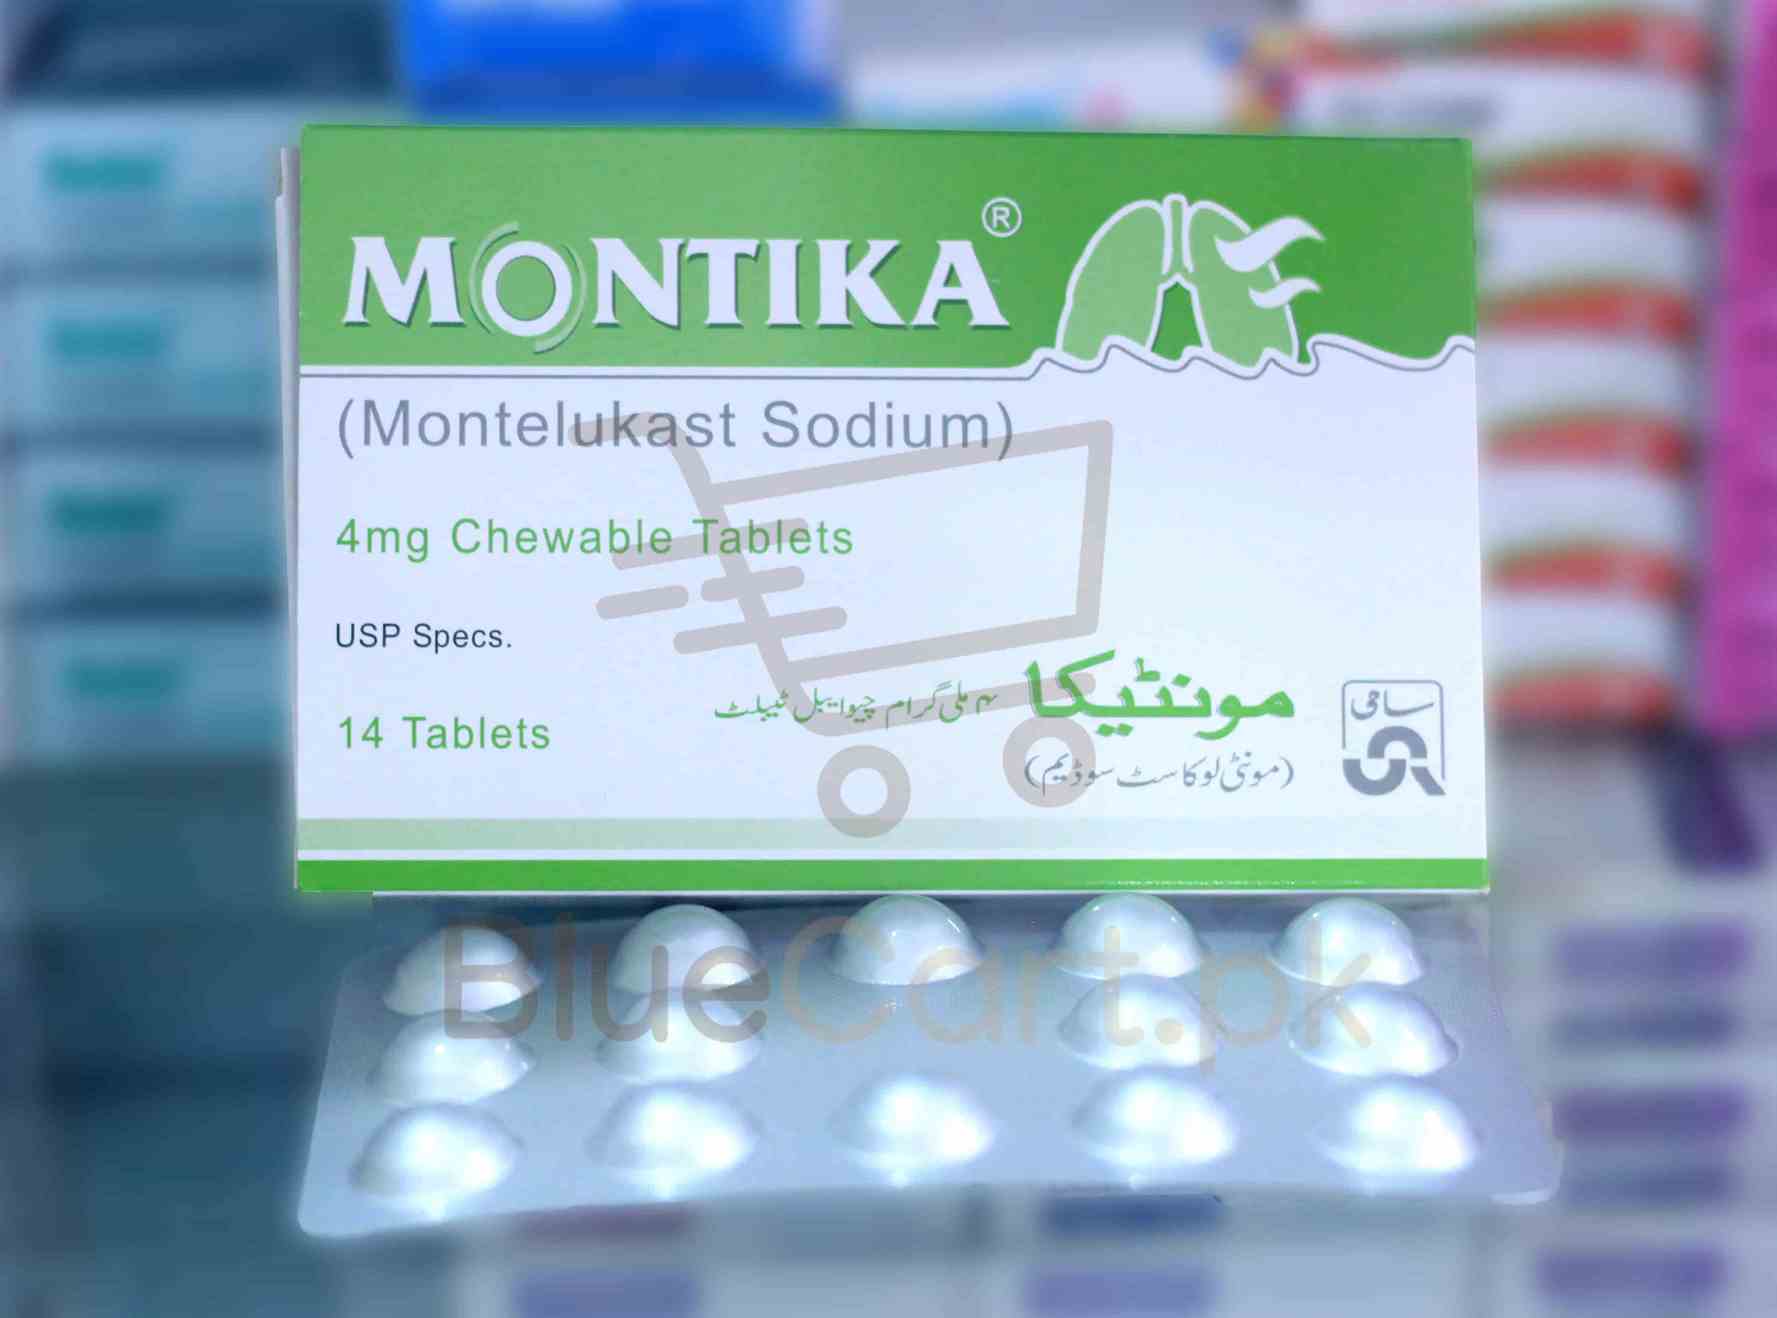 MONTIKA®
(Montelukast Sodium)
4mg Chewable Tablets
USP Specs.
14 Tablets
مونٹیکا ۴ ملی گرام چیوایبل ٹیبلٹ
(مونٹی لوکاسٹ سوڈیم)
سامی
BlueCart.pk